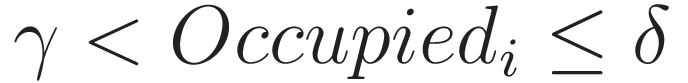 γ < Occupied_i ≤ δ